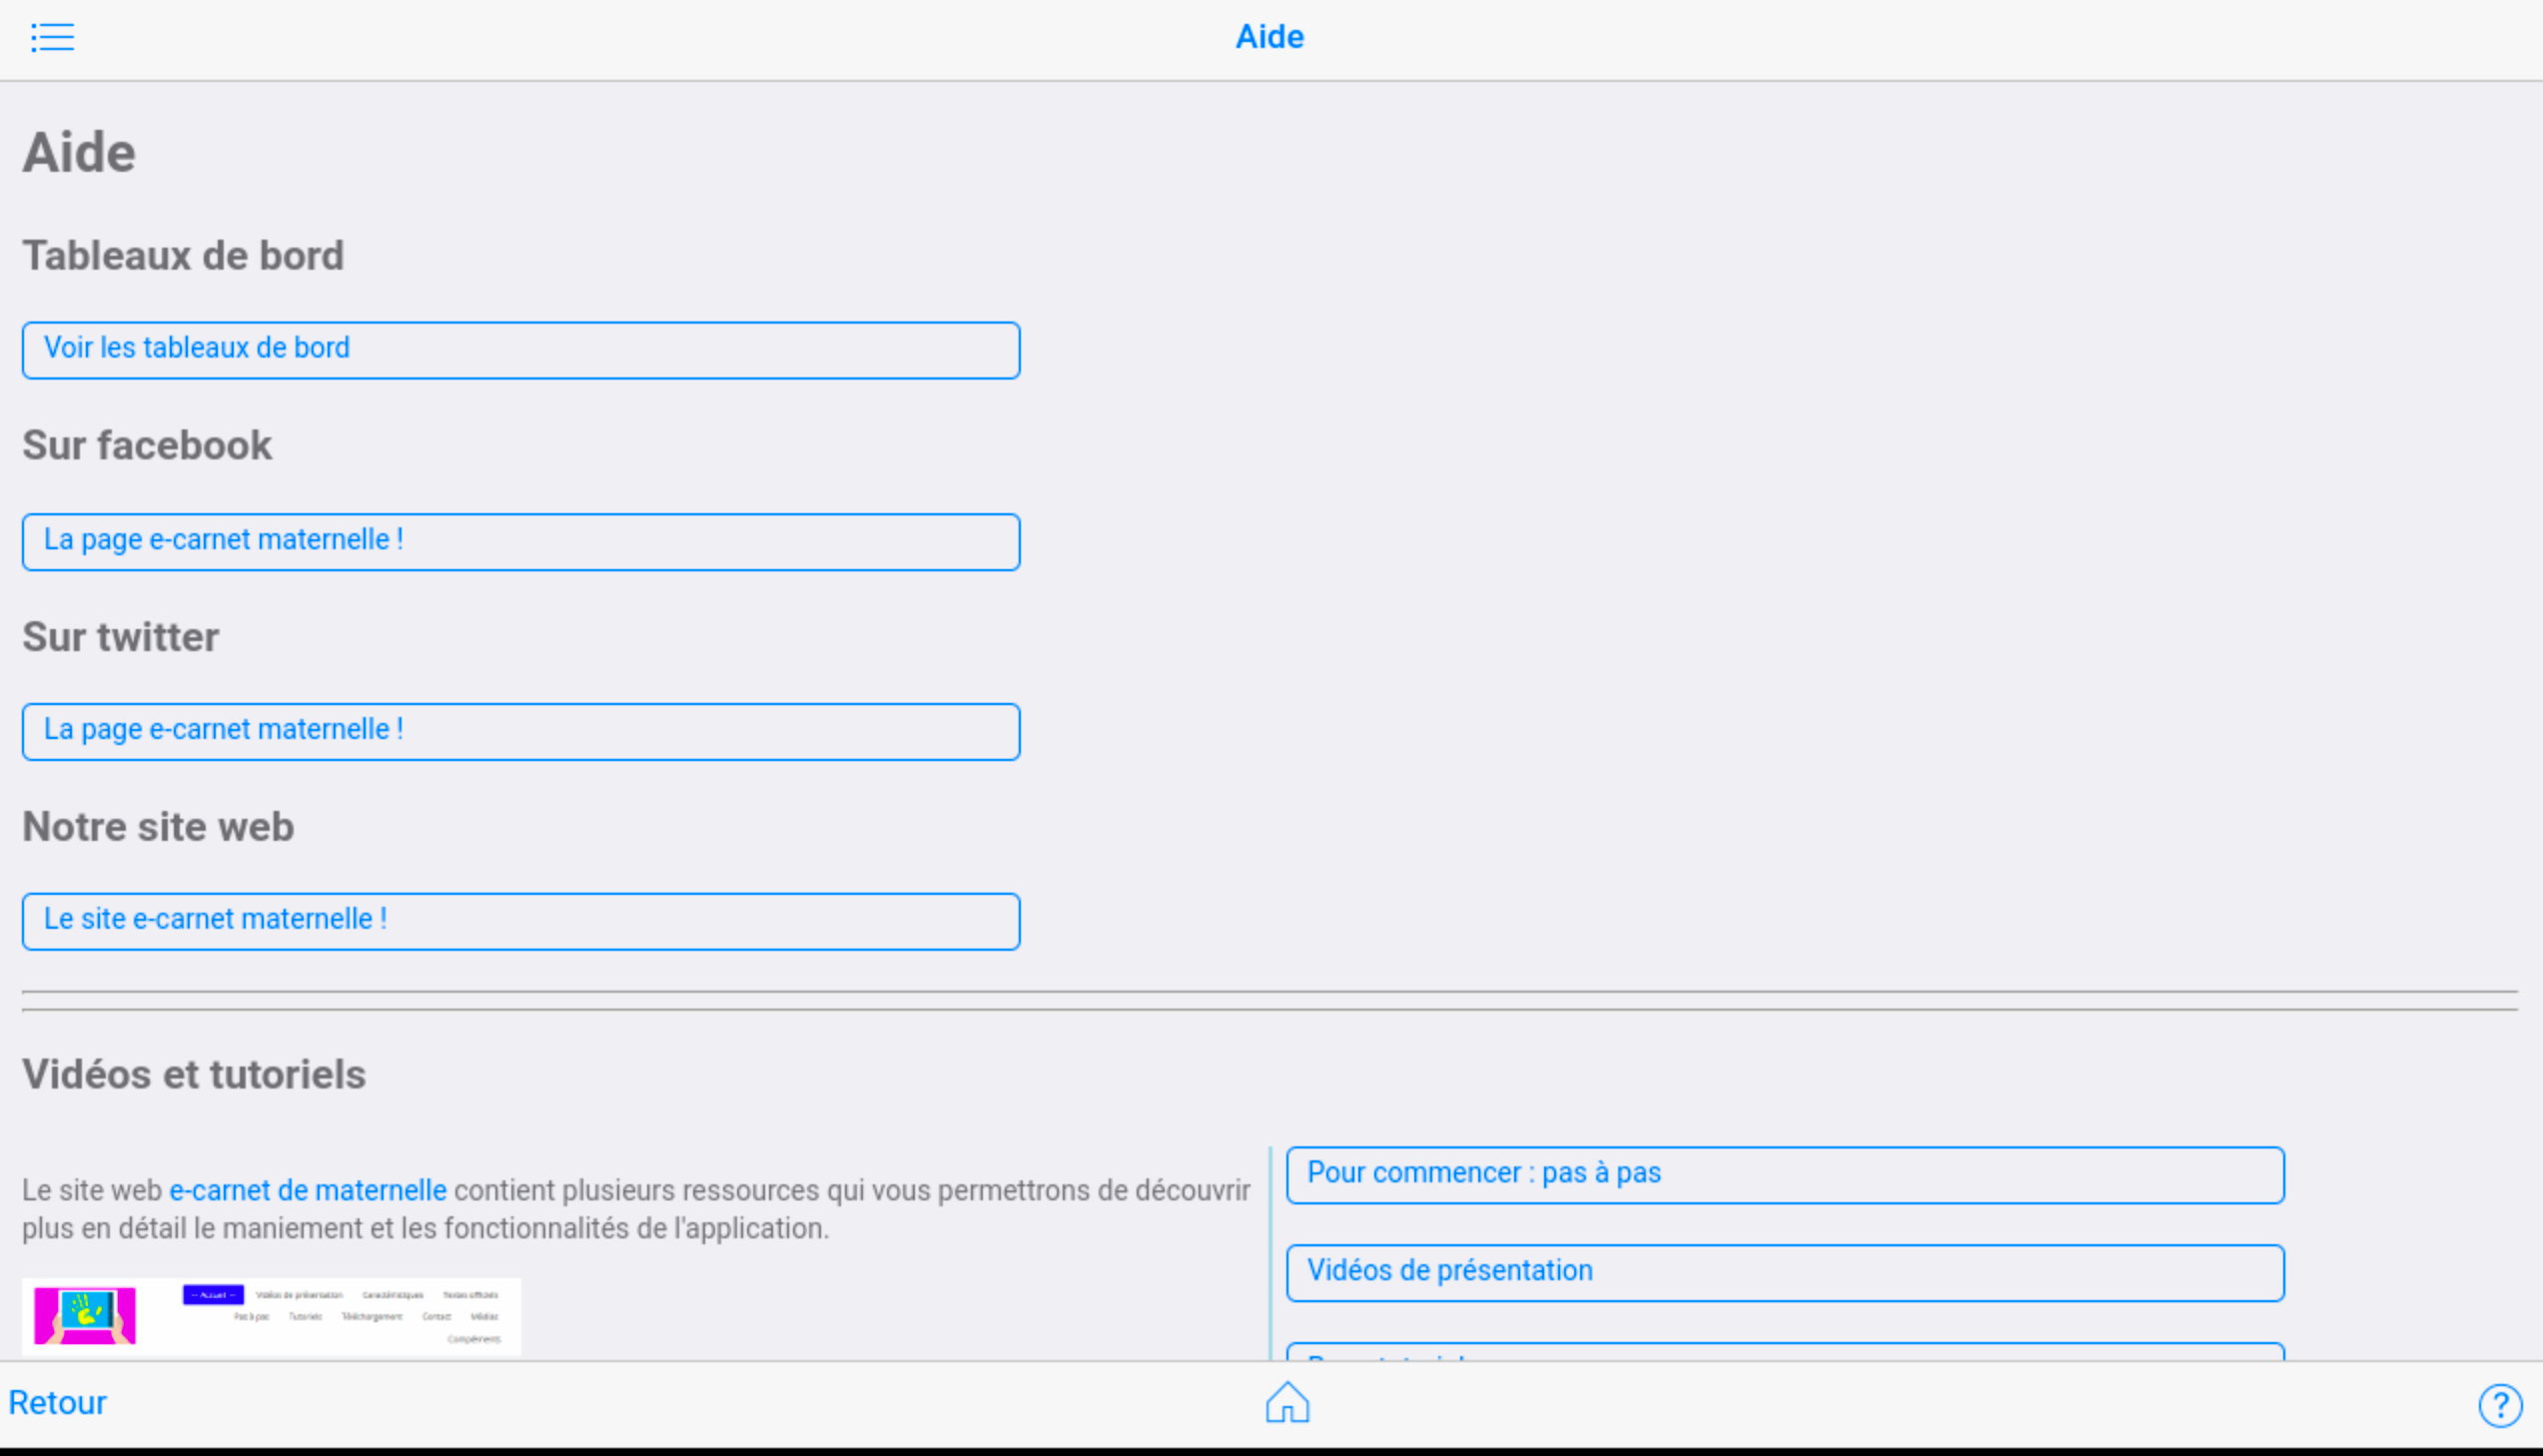 Aide
Aide
Tableaux de bord
Voir les tableaux de bord
Sur facebook
La page e-carnet maternelle !
Sur twitter
La page e-carnet maternelle !
Notre site web
Le site e-carnet maternelle !
Vidéos et tutoriels
Le site web e-carnet de maternelle contient plusieurs ressources qui vous permettrons de découvrir
plus en détail le maniement et les fonctionnalités de l'application.
-- Accueil -- Vidéos de présentation Caractéristiques Textes officiels
Pas à pas Tutoriels Téléchargement Contact Médias
Compléments
Pour commencer : pas à pas
Vidéos de présentation
Retour
?